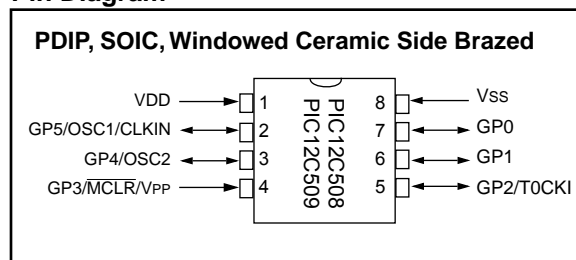 Pin Diagram
PDIP, SOIC, Windowed Ceramic Side Brazed
VDD
GP5/OSC1/CLKIN
GP4/OSC2
GP3/MCLR/VPP
1
2
3
4
PIC12C508
PIC12C509
8
7
6
5
VSS
GP0
GP1
GP2/T0CKI